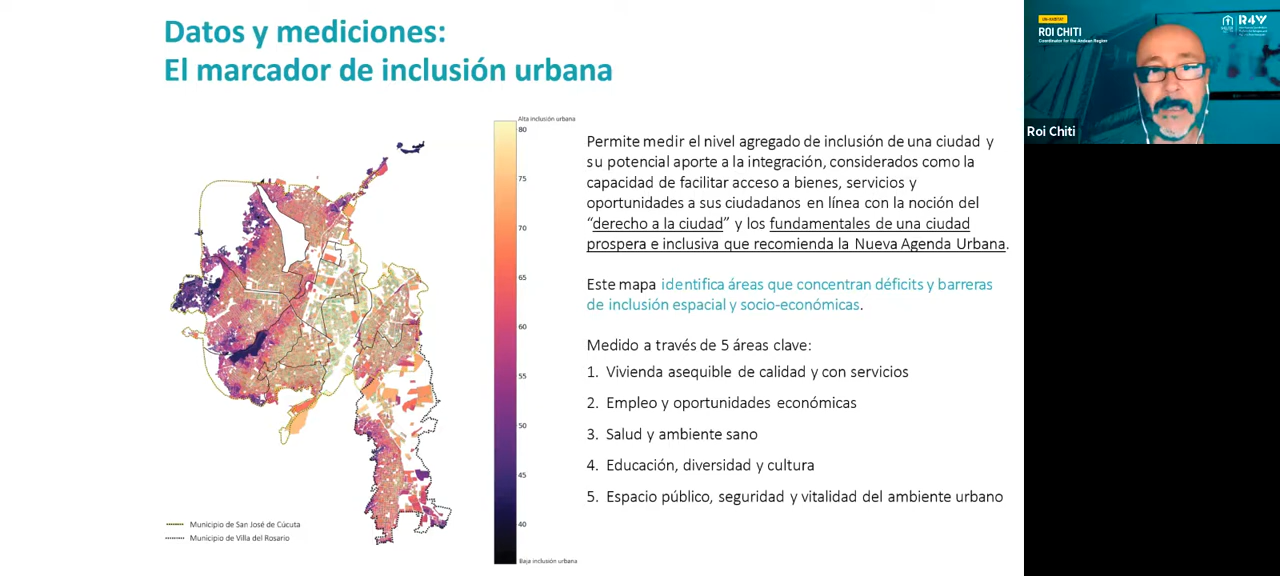 Datos y mediciones:
El marcador de inclusión urbana
Alta inclusión urbana
80
75
70
65
60
55
50
45
40
Baja inclusión urbana
Municipio de San José de Cúcuta
Municipio de Villa del Rosario
Permite medir el nivel agregado de inclusión de una ciudad y
su potencial aporte a la integración, considerados como la
capacidad de facilitar acceso a bienes, servicios y
oportunidades a sus ciudadanos en línea con la noción del
“derecho a la ciudad” y los fundamentales de una ciudad
prospera e inclusiva que recomienda la Nueva Agenda Urbana.
Este mapa identifica áreas que concentran déficits y barreras
de inclusión espacial y socio-económicas.
Medido a través de 5 áreas clave:
1. Vivienda asequible de calidad y con servicios
2. Empleo y oportunidades económicas
3. Salud y ambiente sano
4. Educación, diversidad y cultura
5. Espacio público, seguridad y vitalidad del ambiente urbano
UN-HABITAT
ROI CHITI
Coordinator for the Andean Region
R4V
Roi Chiti